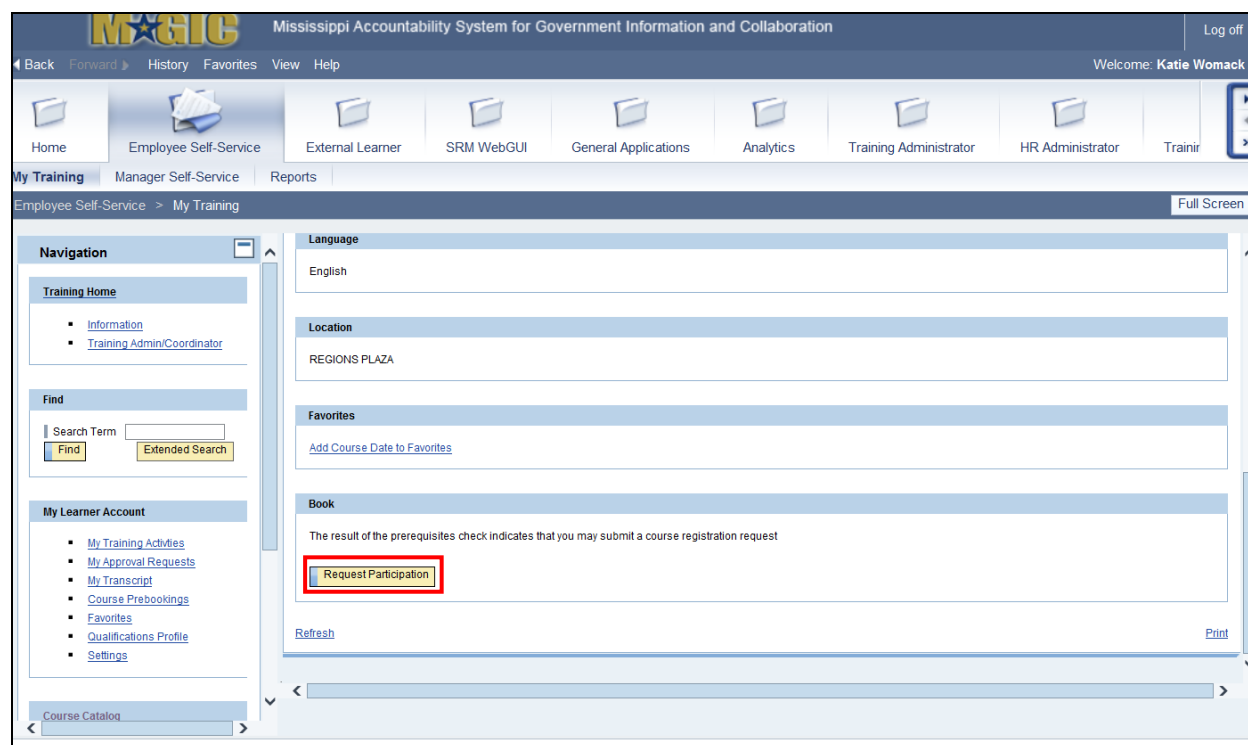 MAGIC Mississippi Accountability System for Government Information and Collaboration Log off
Back Forward History Favorites View Help Welcome: Katie Womack
Home Employee Self-Service External Learner SRM WebGUI General Applications Analytics Training Administrator HR Administrator Trainir
My Training Manager Self-Service Reports
Employee Self-Service > My Training Full Screen
Navigation
Training Home
Information
Training Admin/Coordinator
Find
Search Term
Find Extended Search
My Learner Account
My Training Activties
My Approval Requests
My Transcript
Course Prebookings
Favorites
Qualifications Profile
Settings
Course Catalog
Language
English
Location
REGIONS PLAZA
Favorites
Add Course Date to Favorites
Book
The result of the prerequisites check indicates that you may submit a course registration request
Request Participation
Refresh Print